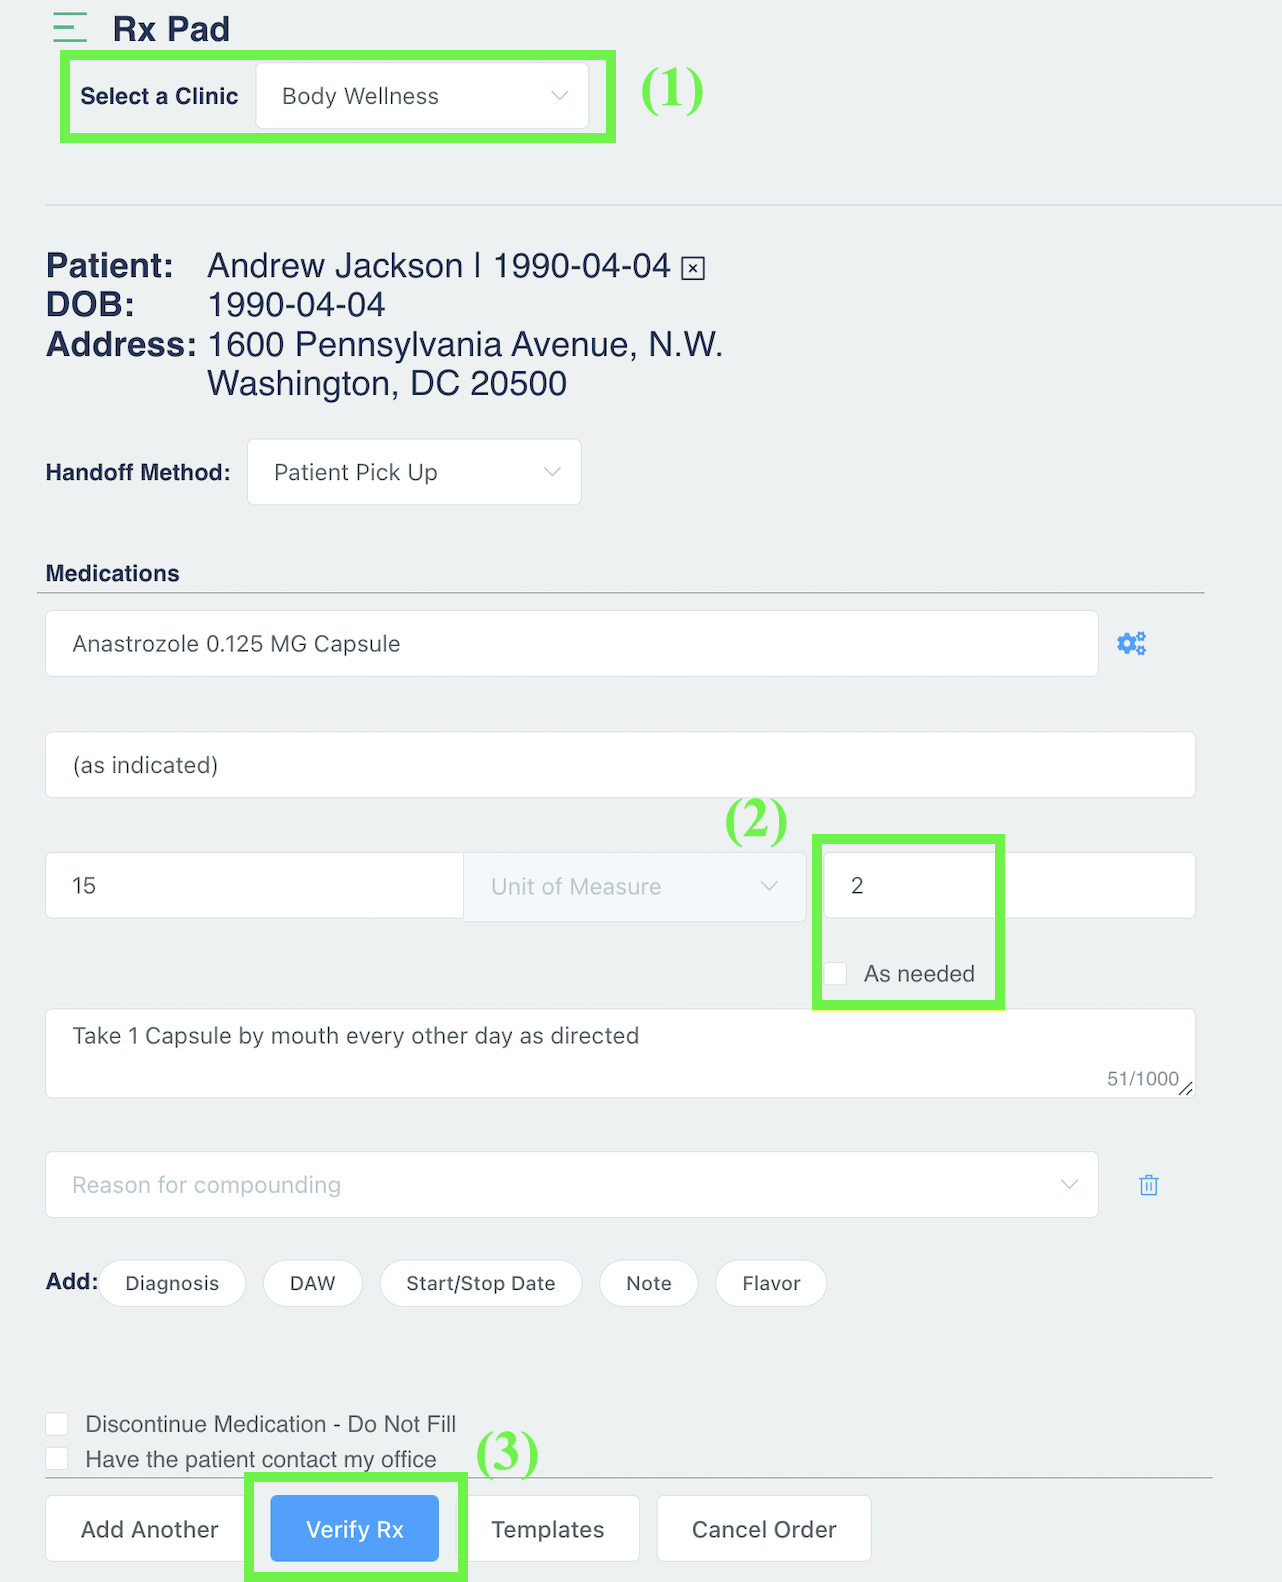 Rx Pad
Select a Clinic Body Wellness (1)
Patient: Andrew Jackson | 1990-04-04
DOB: 1990-04-04
Address: 1600 Pennsylvania Avenue, N.W.
Washington, DC 20500
Handoff Method: Patient Pick Up
Medications
Anastrozole 0.125 MG Capsule
(as indicated)
(2)
15 Unit of Measure 2
As needed
Take 1 Capsule by mouth every other day as directed
51/1000
Reason for compounding
Add: Diagnosis DAW Start/Stop Date Note Flavor
Discontinue Medication - Do Not Fill
Have the patient contact my office (3)
Add Another Verify Rx Templates Cancel Order